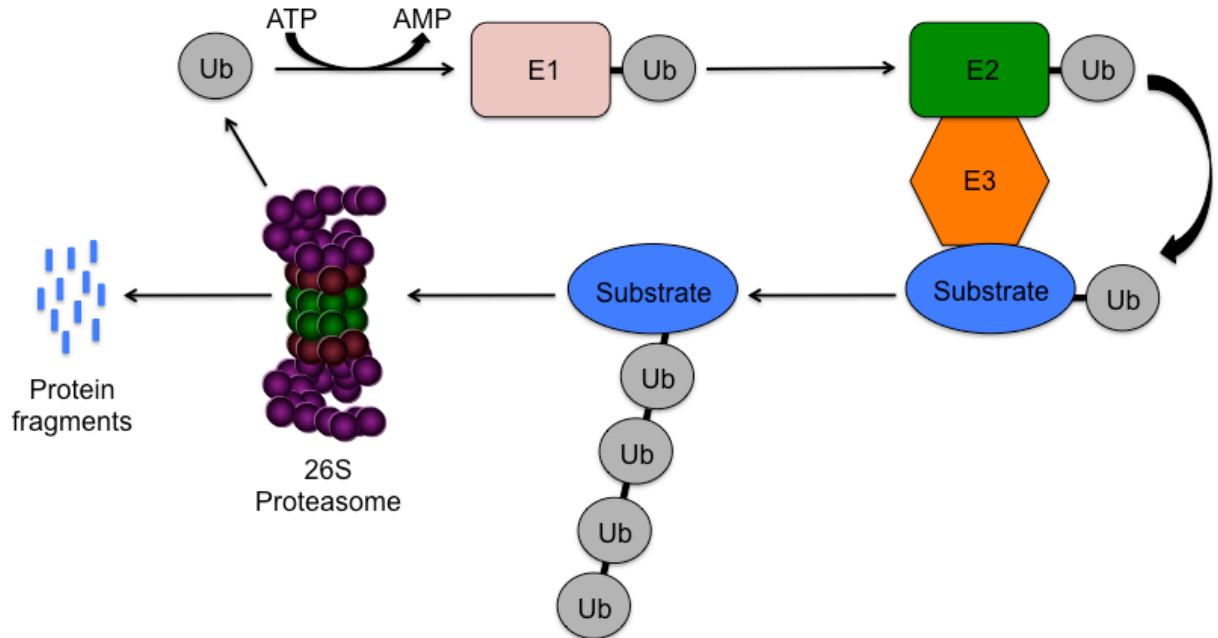 ATP
AMP
Ub
E1
Ub
E2
Ub
E3
Substrate
Ub
Substrate
Ub
Ub
Ub
Ub
26S
Proteasome
Protein
fragments